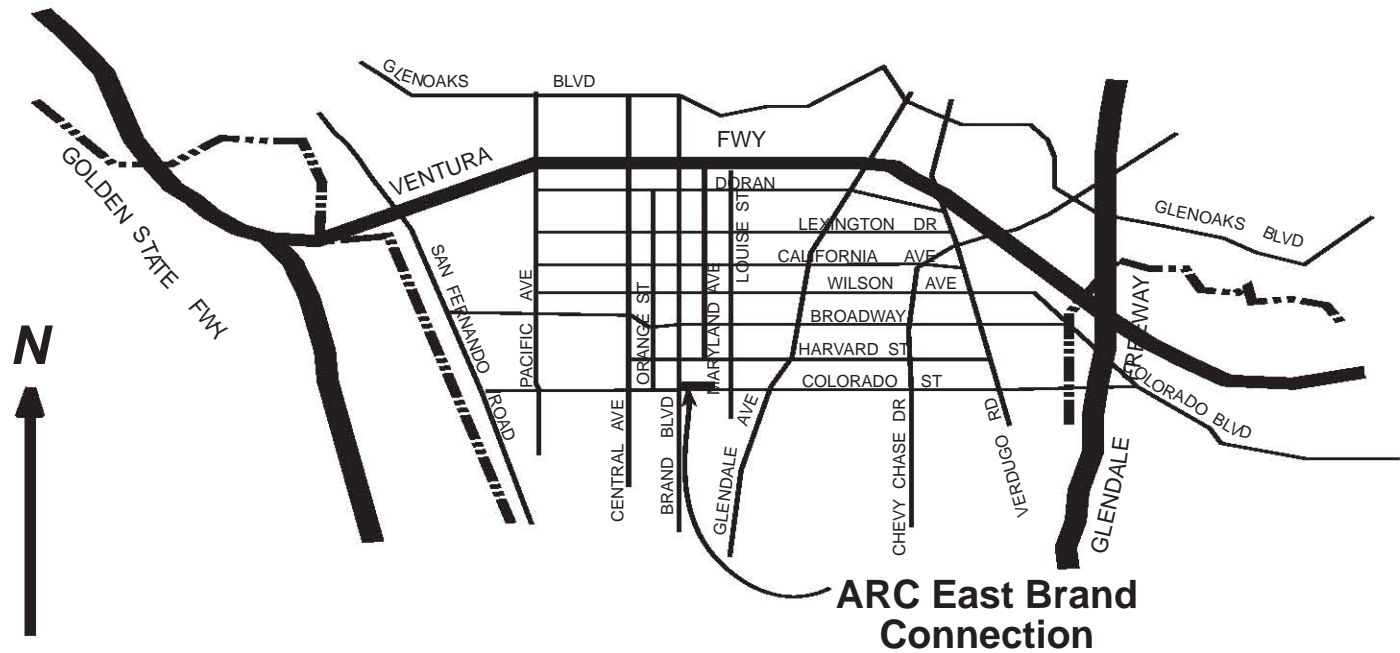 GLENOAKS BLVD
FWY
VENTURA
GOLDEN STATE FWY
DORAN
LEXINGTON DR
CALIFORNIA AVE
WILSON AVE
BROADWAY
HARVARD ST
COLORADO ST
GLENOAKS BLVD
SAN FERNANDO ROAD
PACIFIC AVE
CENTRAL AVE
ORANGE ST
BRAND BLVD
MARYLAND AVE
LOUISE ST
GLENDALE AVE
CHEVY CHASE DR
VERDUGO RD
GLENDALE FREEWAY
COLORADO BLVD
N
ARC East Brand
Connection